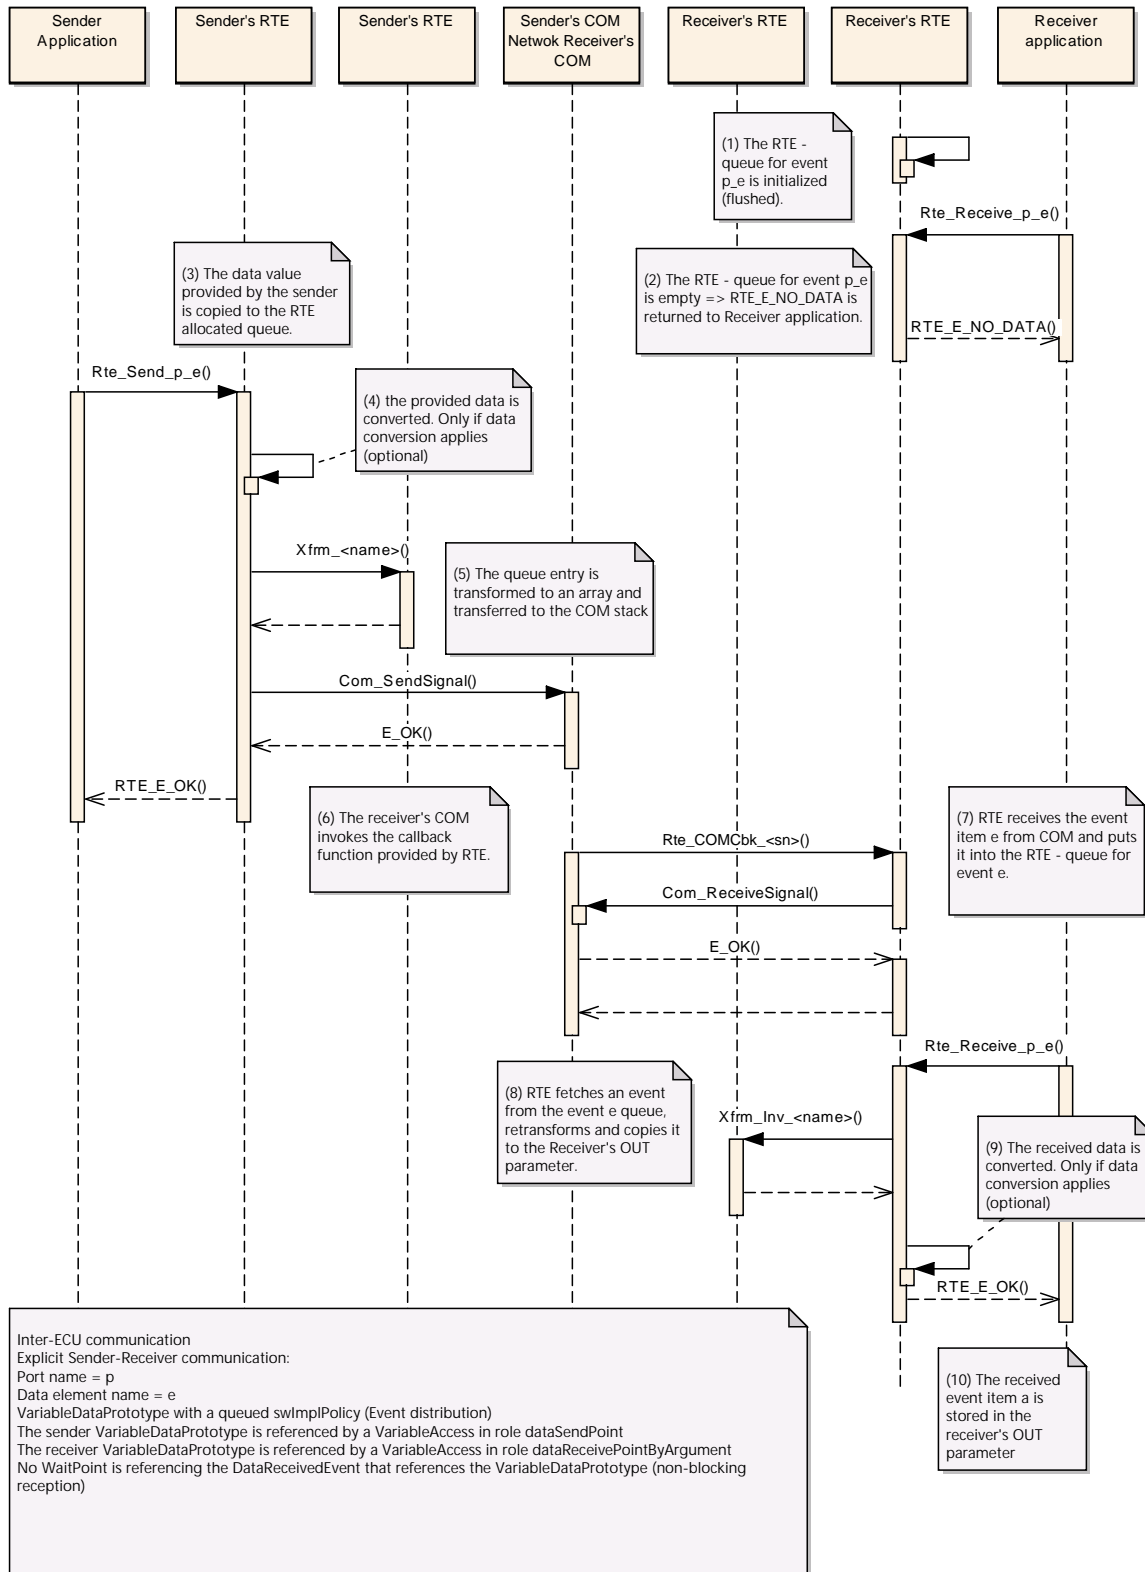 Sender
Application
Sender's RTE
Sender's RTE
Sender's COM
Netwok Receiver's
COM
Receiver's RTE
Receiver's RTE
Receiver
application
(1) The RTE -
queue for event
p_e is initialized
(flushed).
Rte_Receive_p_e()
(2) The RTE - queue for event p_e
is empty => RTE_E_NO_DATA is
returned to Receiver application.
RTE_E_NO_DATA()
(3) The data value
provided by the sender
is copied to the RTE
allocated queue.
Rte_Send_p_e()
(4) the provided data is
converted. Only if data
conversion applies
(optional)
Xfrm_<name>()
(5) The queue entry is
transformed to an array and
transferred to the COM stack
Com_SendSignal()
E_OK()
RTE_E_OK()
(6) The receiver's COM
invokes the callback
function provided by RTE.
Rte_COMCbk_<sn>()
(7) RTE receives the event
item e from COM and puts
it into the RTE - queue for
event e.
Com_ReceiveSignal()
E_OK()
Rte_Receive_p_e()
(8) RTE fetches an event
from the event e queue,
retransforms and copies it
to the Receiver's OUT
parameter.
Xfrm_Inv_<name>()
(9) The received data is
converted. Only if data
conversion applies
(optional)
RTE_E_OK()
(10) The received
event item a is
stored in the
receiver's OUT
parameter
Inter-ECU communication
Explicit Sender-Receiver communication:
Port name = p
Data element name = e
VariableDataPrototype with a queued swImplPolicy (Event distribution)
The sender VariableDataPrototype is referenced by a VariableAccess in role dataSendPoint
The receiver VariableDataPrototype is referenced by a VariableAccess in role dataReceivePointByArgument
No WaitPoint is referencing the DataReceivedEvent that references the VariableDataPrototype (non-blocking
reception)